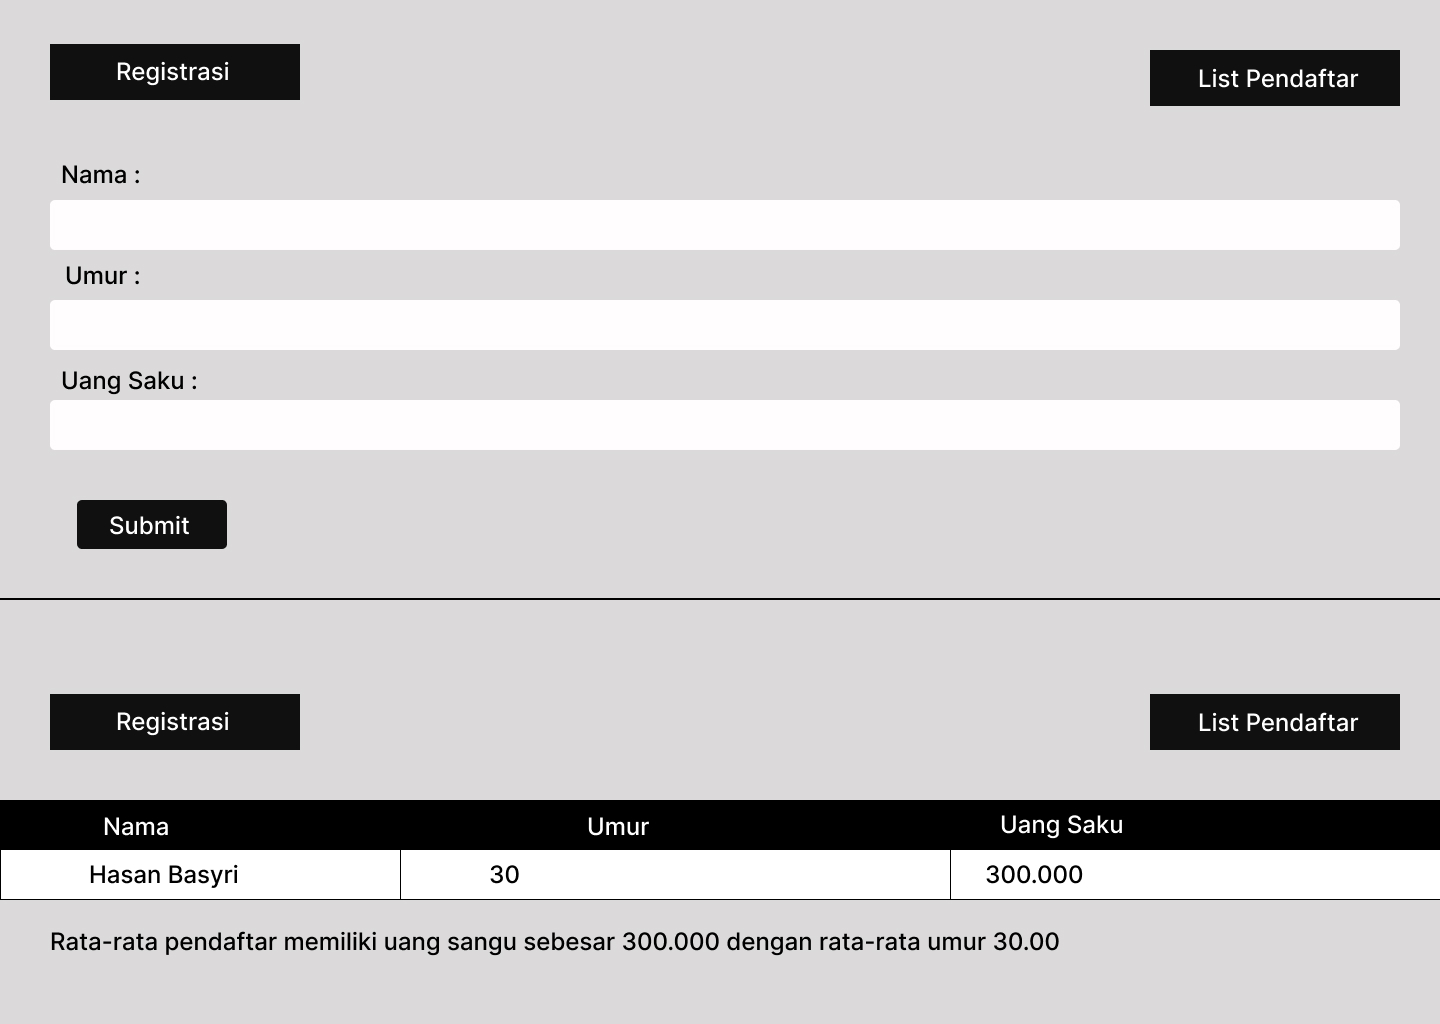 Registrasi
List Pendaftar
Nama :
Umur :
Uang Saku :
Submit
Registrasi
List Pendaftar
Nama Umur Uang Saku
Hasan Basyri 30 300.000
Rata-rata pendaftar memiliki uang sangu sebesar 300.000 dengan rata-rata umur 30.00